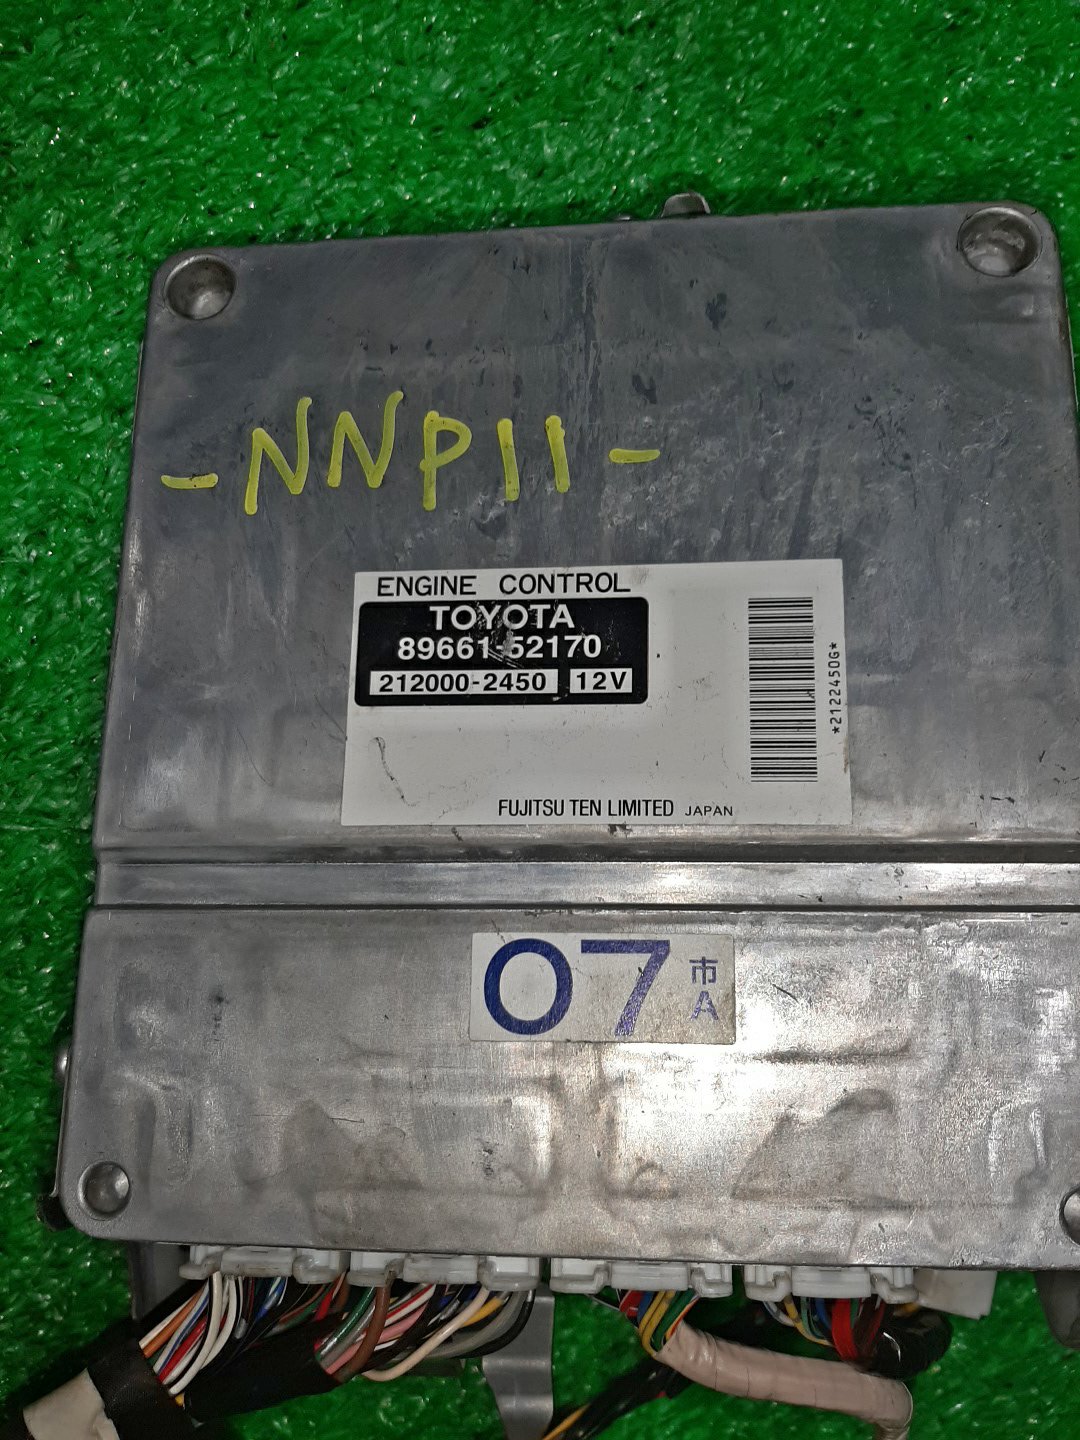 -NNP11-
ENGINE CONTROL
TOYOTA
89661-52170
212000-2450 12V
*2122450G*
FUJITSU TEN LIMITED JAPAN
07 市
A